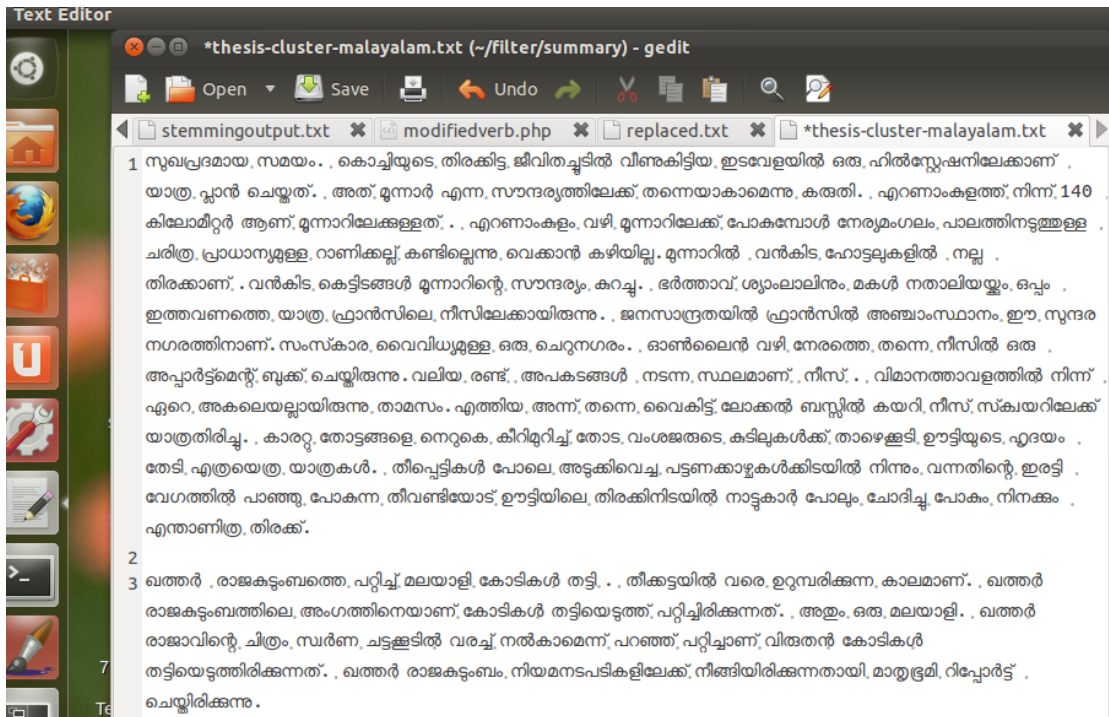 Text Editor
*thesis-cluster-malayalam.txt (~/filter/summary) - gedit
Open Save Undo
stemmingoutput.txt modifiedverb.php replaced.txt *thesis-cluster-malayalam.txt
1 സുഖപ്രദമായ, സമയം. , കൊച്ചിയുടെ, തിരക്കിട്ട, ജീവിതച്ചൂടിൽ വീണുകിട്ടിയ, ഇടവേളയിൽ ഒരു, ഹിൽസ്റ്റേഷനിലേക്കാണ് ,
യാത്ര, പ്ലാൻ ചെയ്തത്. , അത്, മൂന്നാർ എന്ന, സൗന്ദര്യത്തിലേക്ക്, തന്നെയാകാമെന്നു, കരുതി. , എറണാംകുളത്ത്, നിന്ന്, 140
കിലോമീറ്റർ ആണ്, മൂന്നാറിലേക്കുള്ളത്, . , എറണാംകുളം, വഴി, മൂന്നാറിലേക്ക്, പോകുമ്പോൾ നേര്യമംഗലം, പാലത്തിനടുത്തുള്ള ,
ചരിത്ര, പ്രാധാന്യമുള്ള, റാണിക്കല്ല്, കണ്ടില്ലെന്നു, വെക്കാൻ കഴിയില്ല. മുന്നാറിൽ , വൻകിട, ഹോട്ടലുകളിൽ , നല്ല ,
തിരക്കാണ്, . വൻകിട, കെട്ടിടങ്ങൾ മൂന്നാറിന്റെ, സൗന്ദര്യം, കുറച്ചു. , ഭർത്താവ്, ശ്യാംലാലിനും, മകൾ നതാലിയയ്ക്കും, ഒപ്പം ,
ഇത്തവണത്തെ, യാത്ര, ഫ്രാൻസിലെ, നീസിലേക്കായിരുന്നു. , ജനസാന്ദ്രതയിൽ ഫ്രാൻസിൽ അഞ്ചാംസ്ഥാനം, ഈ, സുന്ദര
നഗരത്തിനാണ്. സംസ്കാര, വൈവിധ്യമുള്ള, ഒരു, ചെറുനഗരം. , ഓൺലൈൻ വഴി, നേരത്തെ, തന്നെ, നീസിൽ ഒരു ,
അപ്പാർട്ട്മെന്റ്, ബുക്ക്, ചെയ്തിരുന്നു. വലിയ, രണ്ട്, , അപകടങ്ങൾ , നടന്ന, സ്ഥലമാണ്, , നീസ്, . , വിമാനത്താവളത്തിൽ നിന്ന് ,
ഏറെ, അകലെയല്ലായിരുന്നു, താമസം. എത്തിയ, അന്ന്, തന്നെ, വൈകിട്ട്, ലോക്കൽ ബസ്സിൽ കയറി, നീസ്, സ്ക്വയറിലേക്ക്
യാത്രതിരിച്ചു. , കാരറ്റു, തോട്ടങ്ങളെ, നെറുകെ, കീറിമുറിച്ച്, തോട, വംശജരുടെ, കുടിലുകൾക്ക്, താഴെക്കൂടി, ഊട്ടിയുടെ, ഹൃദയം ,
തേടി, എത്രയെത്ര, യാത്രകൾ. , തീപ്പെട്ടികൾ പോലെ, അടുക്കിവെച്ച, പട്ടണക്കാഴ്ചകൾക്കിടയിൽ നിന്നും, വന്നതിന്റെ, ഇരട്ടി ,
വേഗത്തിൽ പാഞ്ഞു, പോകുന്ന, തീവണ്ടിയോട്, ഊട്ടിയിലെ, തിരക്കിനിടയിൽ നാട്ടുകാർ പോലും, ചോദിച്ചു, പോകും, നിനക്കും ,
എന്താണിത്ര, തിരക്ക്.
2
3 ഖത്തർ , രാജകുടുംബത്തെ, പറ്റിച്ച്, മലയാളി, കോടികൾ തട്ടി, . , തീക്കട്ടയിൽ വരെ, ഉറുമ്പരിക്കുന്ന, കാലമാണ്. , ഖത്തർ
രാജകുടുംബത്തിലെ, അംഗത്തിനെയാണ്, കോടികൾ തട്ടിയെടുത്ത്, പറ്റിച്ചിരിക്കുന്നത്. , അതും, ഒരു, മലയാളി. , ഖത്തർ
രാജാവിന്റെ, ചിത്രം, സ്വർണ, ചട്ടക്കൂടിൽ വരച്ച്, നൽകാമെന്ന്, പറഞ്ഞ്, പറ്റിച്ചാണ്, വിരുതൻ കോടികൾ
തട്ടിയെടുത്തിരിക്കുന്നത്. , ഖത്തർ രാജകുടുംബം, നിയമനടപടികളിലേക്ക്, നീങ്ങിയിരിക്കുന്നതായി, മാതൃഭൂമി, റിപ്പോർട്ട് ,
ചെയ്തിരിക്കുന്നു.